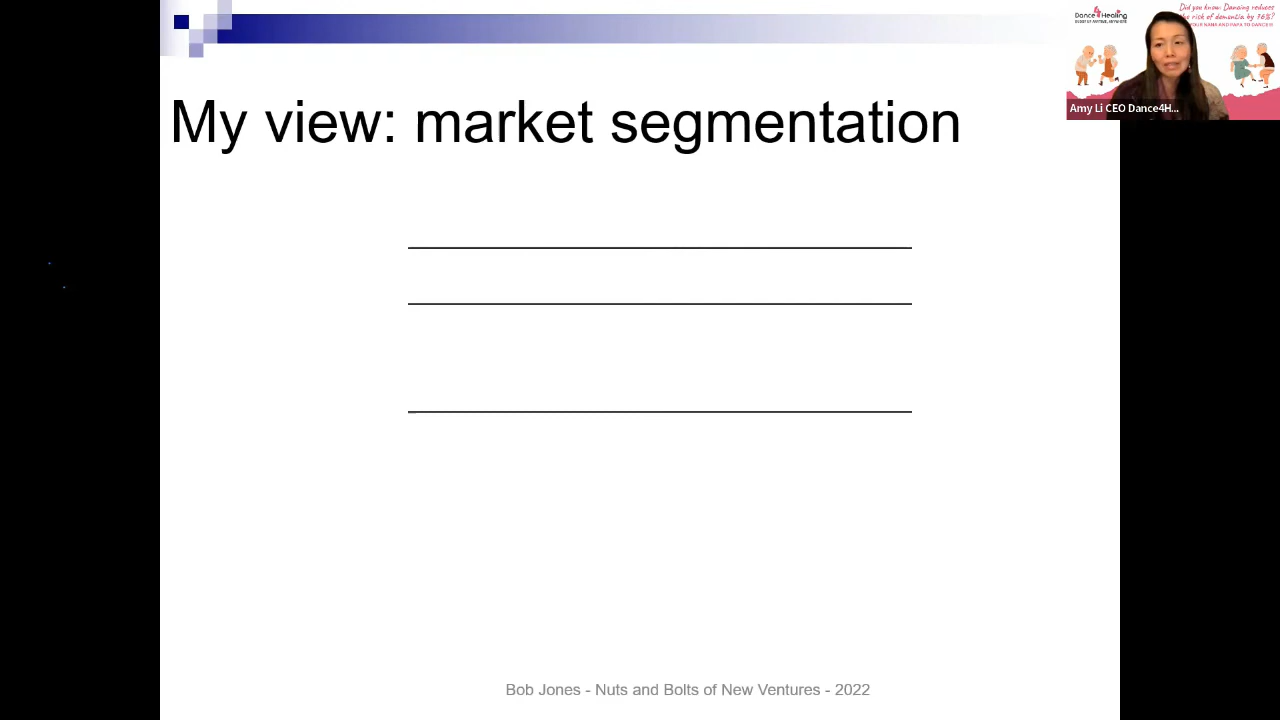 My view: market segmentation
Dance4Healing
Did you know: Dancing reduces
the risk of dementia by 76%?
Amy Li CEO Dance4H...
Bob Jones - Nuts and Bolts of New Ventures - 2022